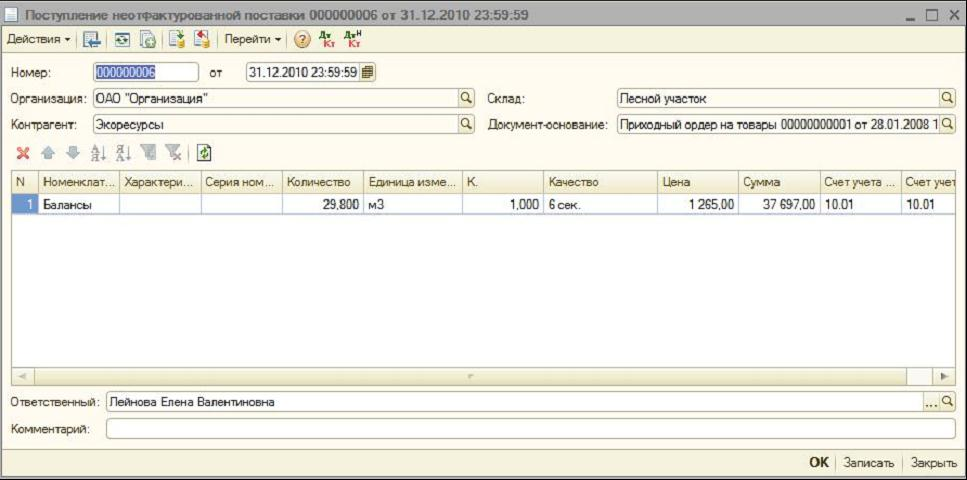 Поступление неотфактурованной поставки 000000006 от 31.12.2010 23:59:59
Действия Перейти ? Дт Кт Дт Н Кт
Номер: 000000006 от 31.12.2010 23:59:59
Организация: ОАО "Организация" Склад: Лесной участок
Контрагент: Экоресурсы Документ-основание: Приходный ордер на товары 00000000001 от 28.01.2008 1
N Номенклат... Характери... Серия ном... Количество Единица изме... К. Качество Цена Сумма Счет учета ... Счет учет
1 Балансы 29,800 м3 1,000 6 сек. 1 265,00 37 697,00 10.01 10.01
Ответственный: Лейнова Елена Валентиновна ...
Комментарий:
OK Записать Закрыть